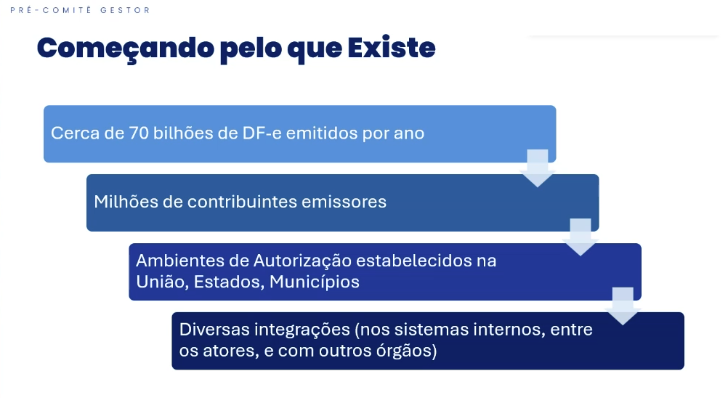 PRÉ-COMITÊ GESTOR
Começando pelo que Existe
Cerca de 70 bilhões de DF-e emitidos por ano
Milhões de contribuintes emissores
Ambientes de Autorização estabelecidos na
União, Estados, Municípios
Diversas integrações (nos sistemas internos, entre
os atores, e com outros órgãos)